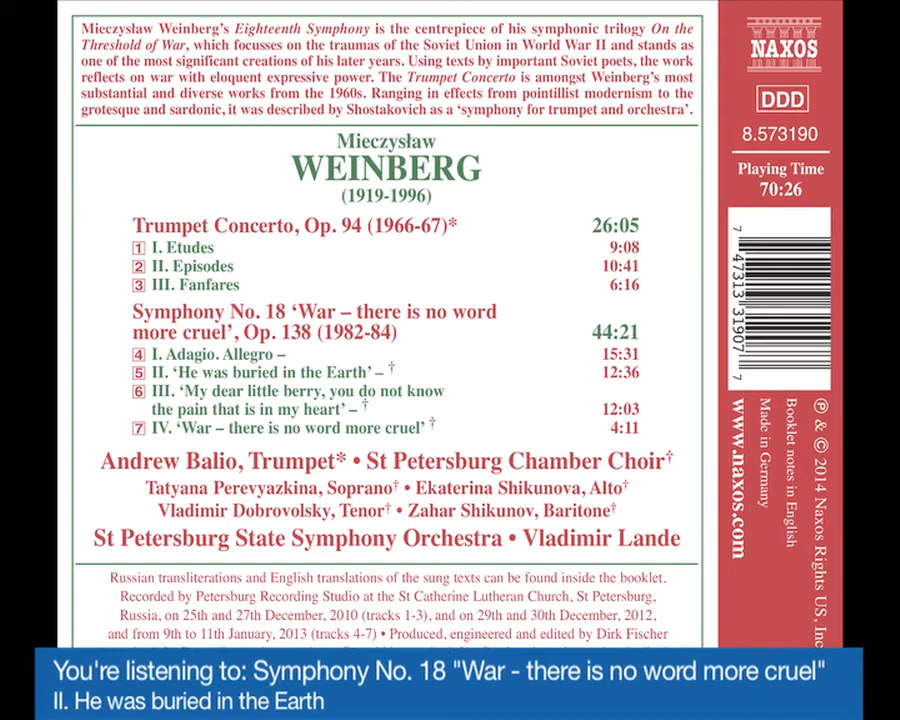 Mieczysław Weinberg's Eighteenth Symphony is the centrepiece of his symphonic trilogy On the
Threshold of War, which focusses on the traumas of the Soviet Union in World War II and stands as
one of the most significant creations of his later years. Using texts by important Soviet poets, the work
reflects on war with eloquent expressive power. The Trumpet Concerto is amongst Weinberg's most
substantial and diverse works from the 1960s. Ranging in effects from pointillist modernism to the
grotesque and sardonic, it was described by Shostakovich as a 'symphony for trumpet and orchestra'.
Mieczysław
WEINBERG
(1919-1996)
Trumpet Concerto, Op. 94 (1966-67)* 26:05
1 I. Etudes 9:08
2 II. Episodes 10:41
3 III. Fanfares 6:16
Symphony No. 18 'War – there is no word
more cruel', Op. 138 (1982-84) 44:21
4 I. Adagio. Allegro – 15:31
5 II. 'He was buried in the Earth' – † 12:36
6 III. 'My dear little berry, you do not know
the pain that is in my heart' – † 12:03
7 IV. 'War – there is no word more cruel' † 4:11
Andrew Balio, Trumpet* • St Petersburg Chamber Choir†
Tatyana Perevyazkina, Soprano† • Ekaterina Shikunova, Alto†
Vladimir Dobrovolsky, Tenor† • Zahar Shikunov, Baritone†
St Petersburg State Symphony Orchestra • Vladimir Lande
Russian transliterations and English translations of the sung texts can be found inside the booklet.
Recorded by Petersburg Recording Studio at the St Catherine Lutheran Church, St Petersburg,
Russia, on 25th and 27th December, 2010 (tracks 1-3), and on 29th and 30th December, 2012,
and from 9th to 11th January, 2013 (tracks 4-7) • Produced, engineered and edited by Dirk Fischer
NAXOS
DDD
8.573190
Playing Time
70:26
7 47313 31907 7
℗ & © 2014 Naxos Rights US, Inc
Booklet notes in English
Made in Germany
www.naxos.com
You're listening to: Symphony No. 18 "War - there is no word more cruel"
II. He was buried in the Earth